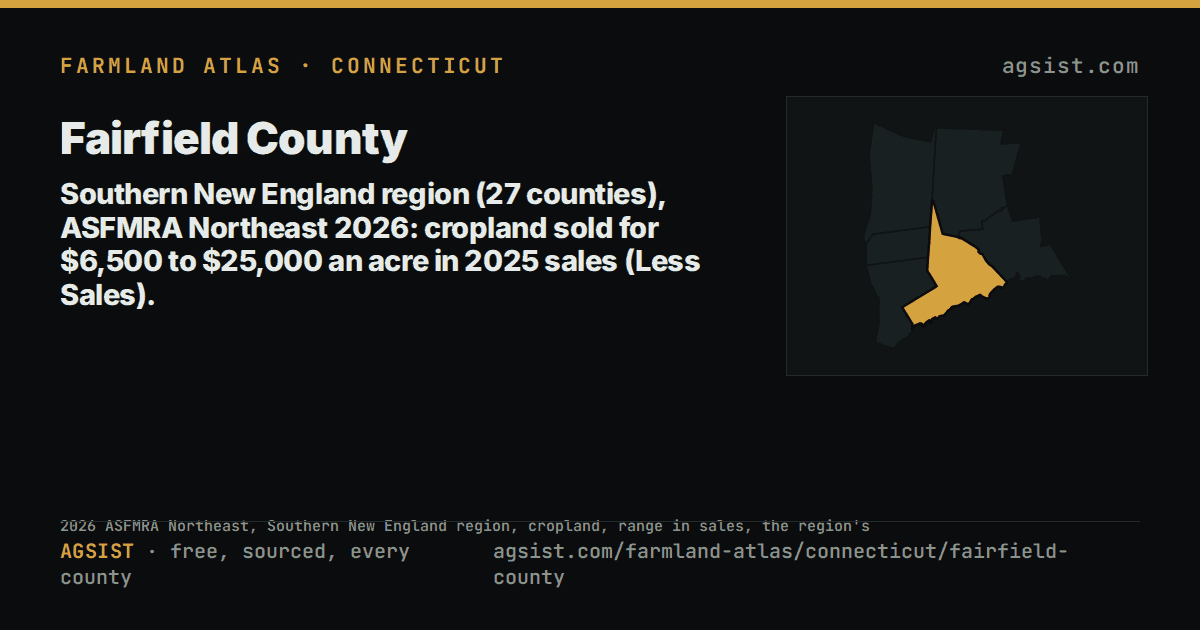 FARMLAND ATLAS · CONNECTICUT
agsist.com
Fairfield County
Southern New England region (27 counties),
ASFMRA Northeast 2026: cropland sold for
$6,500 to $25,000 an acre in 2025 sales (Less
Sales).
2026 ASFMRA Northeast, Southern New England region, cropland, range in sales, the region's
AGSIST · free, sourced, every
county
agsist.com/farmland-atlas/connecticut/fairfield-
county